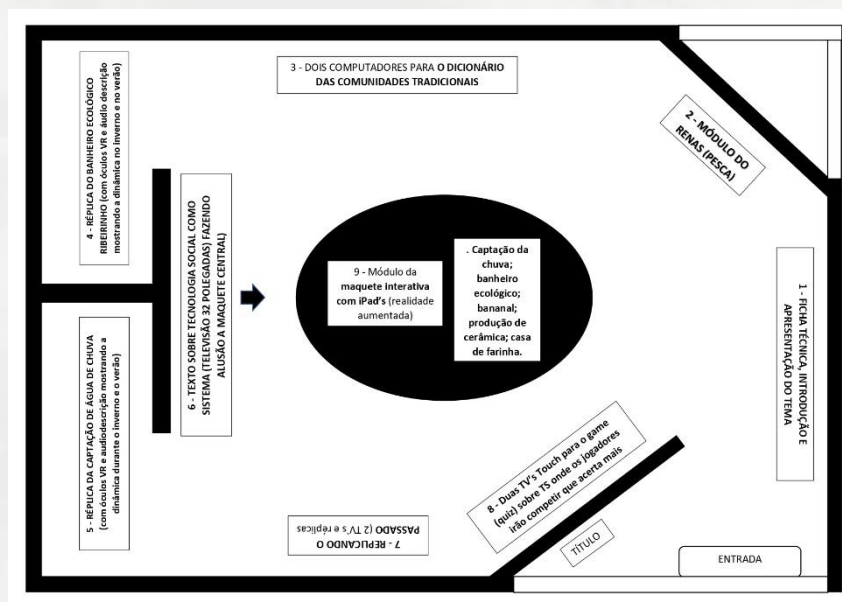 3 - DOIS COMPUTADORES PARA O DICIONÁRIO
DAS COMUNIDADES TRADICIONAIS
4 - RÉPLICA DO BANHEIRO ECOLÓGICO
RIBEIRINHO (com óculos VR e áudio descrição
mostrando a dinâmica no inverno e no verão)
2 - MÓDULO DO
RENAS (PESCA)
6 - TEXTO SOBRE TECNOLOGIA SOCIAL COMO
SISTEMA (TELEVISÃO 32 POLEGADAS) FAZENDO
ALUSÃO A MAQUETE CENTRAL)
9 - Módulo da
maquete interativa
com iPad's (realidade
aumentada)
. Captação da
chuva;
banheiro
ecológico;
bananal;
produção de
cerâmica; casa
de farinha.
1 - FICHA TÉCNICA, INTRODUÇÃO E
APRESENTAÇÃO DO TEMA
5 - RÉPLICA DA CAPTAÇÃO DE ÁGUA DE CHUVA
(com óculos VR e audiodescrição mostrando a
dinâmica durante o inverno e o verão)
8 - Duas TV's Touch para o game
(quiz) sobre TS onde os jogadores
irão competir que acerta mais
7 - REPLICANDO O
PASSADO (2 TV's e réplicas)
TÍTULO
ENTRADA